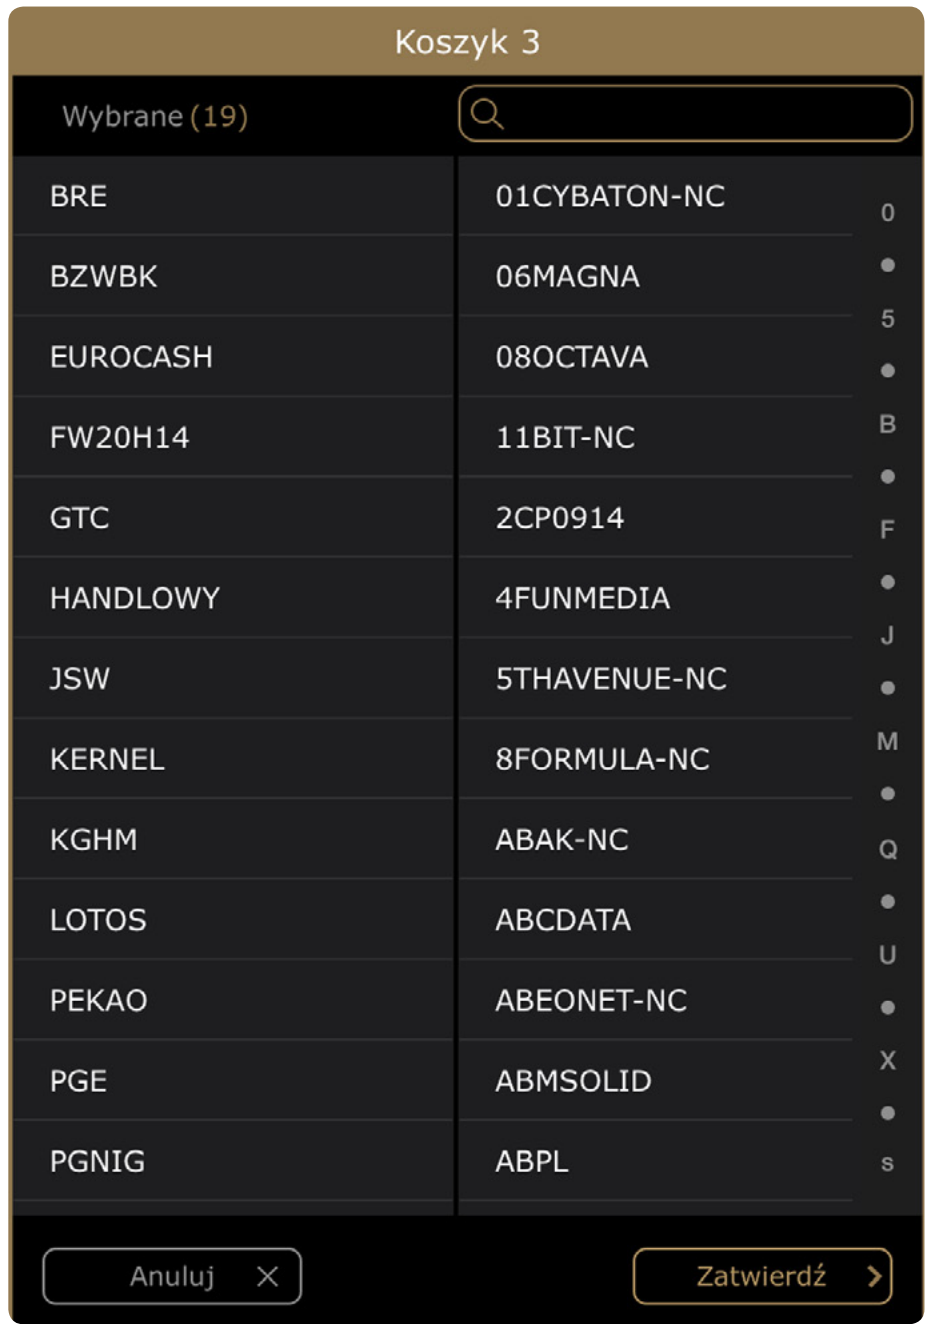 Koszyk 3
Wybrane (19)
BRE
BZWBK
EUROCASH
FW20H14
GTC
HANDLOWY
JSW
KERNEL
KGHM
LOTOS
PEKAO
PGE
PGNIG
01CYBATON-NC
06MAGNA
08OCTAVA
11BIT-NC
2CP0914
4FUNMEDIA
5THAVENUE-NC
8FORMULA-NC
ABAK-NC
ABCDATA
ABEONET-NC
ABMSOLID
ABPL
0
5
B
F
J
M
Q
U
X
s
Anuluj
Zatwierdź